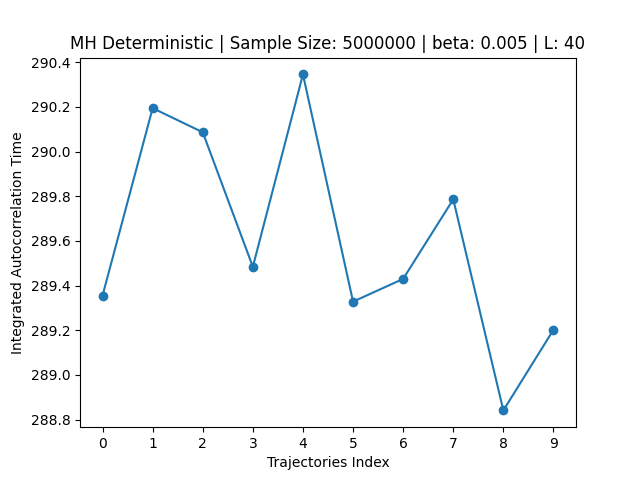 MH Deterministic | Sample Size: 5000000 | beta: 0.005 | L: 40
Integrated Autocorrelation Time
290.4
290.2
290.0
289.8
289.6
289.4
289.2
289.0
288.8
0 1 2 3 4 5 6 7 8 9
Trajectories Index